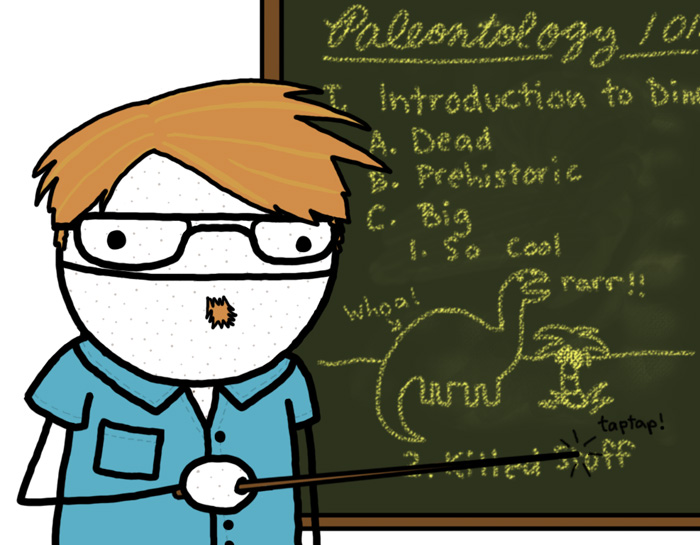 Paleontology 101
I. Introduction to Din
A. Dead
B. Prehistoric
C. Big
1. So Cool
rarr!!
Whoa!
taptap!
2. Killed Stuff